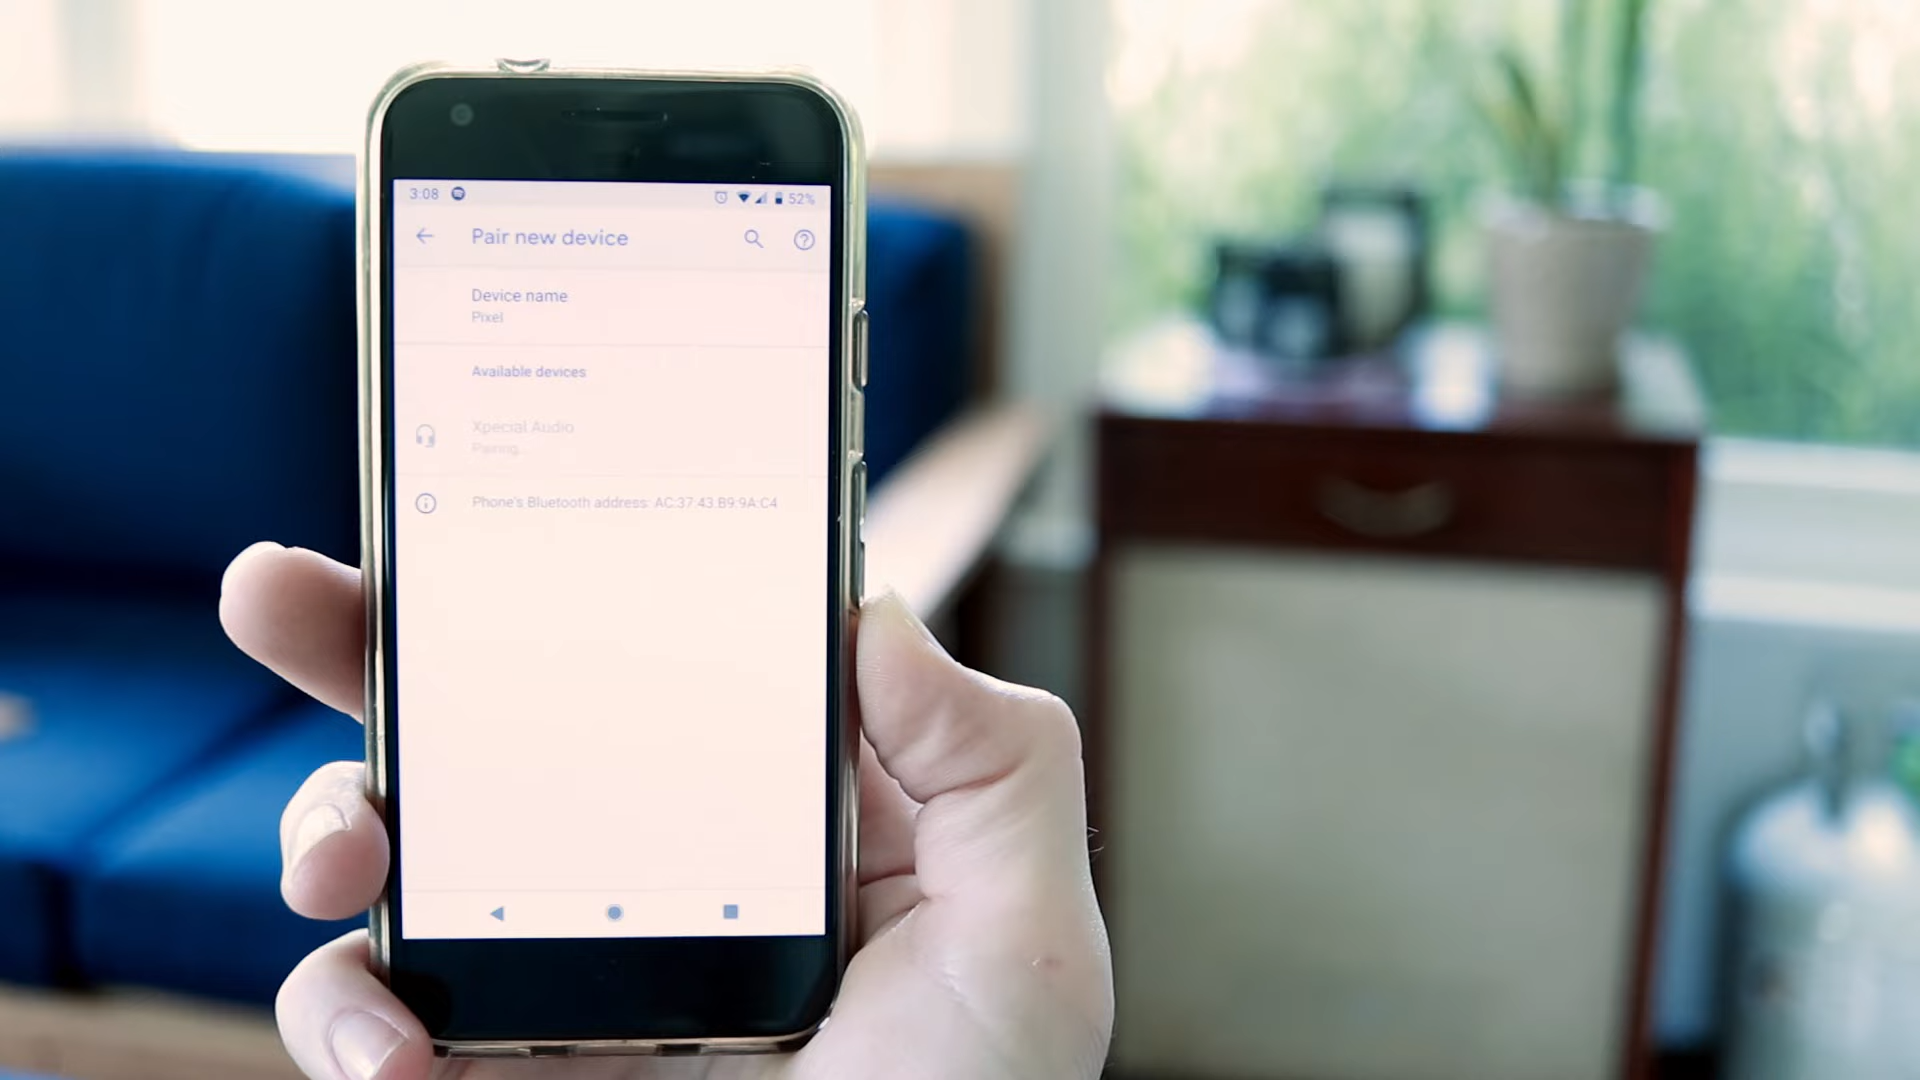 3:08 52%
Pair new device
Device name
Pixel
Available devices
Xpecial Audio
Pairing...
Phone's Bluetooth address: AC:37:43:B9:9A:C4